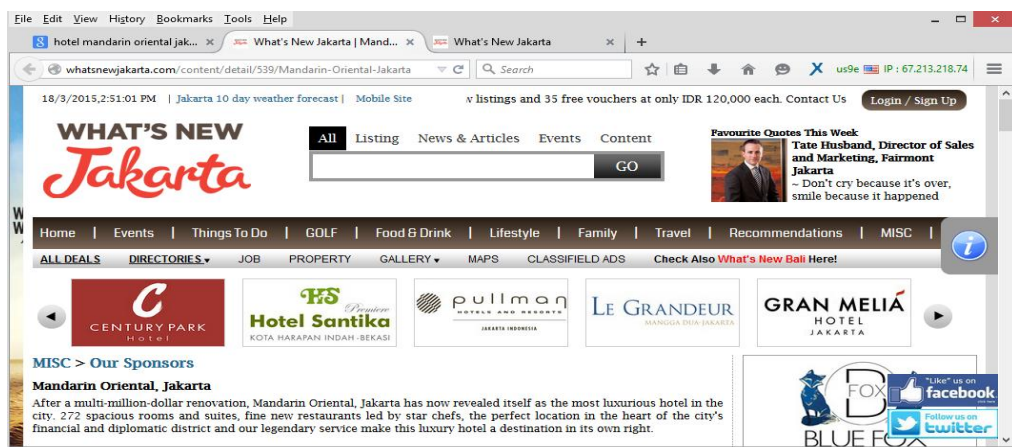 File Edit View History Bookmarks Tools Help
hotel mandarin oriental jak... × What's New Jakarta | Mand... × What's New Jakarta × +
whatsnewjakarta.com/content/detail/539/Mandarin-Oriental-Jakarta Search us9e IP : 67.213.218.74
18/3/2015,2:51:01 PM | Jakarta 10 day weather forecast | Mobile Site listings and 35 free vouchers at only IDR 120,000 each. Contact Us Login / Sign Up
WHAT'S NEW
Jakarta
All Listing News & Articles Events Content
GO
Favourite Quotes This Week
Tate Husband, Director of Sales
and Marketing, Fairmont
Jakarta
~ Don't cry because it's over,
smile because it happened
Home | Events | Things To Do | GOLF | Food & Drink | Lifestyle | Family | Travel | Recommendations | MISC |
ALL DEALS DIRECTORIES JOB PROPERTY GALLERY MAPS CLASSIFIED ADS Check Also What's New Bali Here!
C
CENTURY PARK
Hotel
HS
Premiere
Hotel Santika
KOTA HARAPAN INDAH -BEKASI
pullman
HOTELS AND RESORTS
JAKARTA INDONESIA
LE GRANDEUR
MANGGA DUA-JAKARTA
GRAN MELIÁ
HOTEL
JAKARTA
MISC > Our Sponsors
Mandarin Oriental, Jakarta
After a multi-million-dollar renovation, Mandarin Oriental, Jakarta has now revealed itself as the most luxurious hotel in the
city. 272 spacious rooms and suites, fine new restaurants led by star chefs, the perfect location in the heart of the city's
financial and diplomatic district and our legendary service make this luxury hotel a destination in its own right.
FOX
BLUE FOX
"Like" us on
facebook
Follow us on
twitter